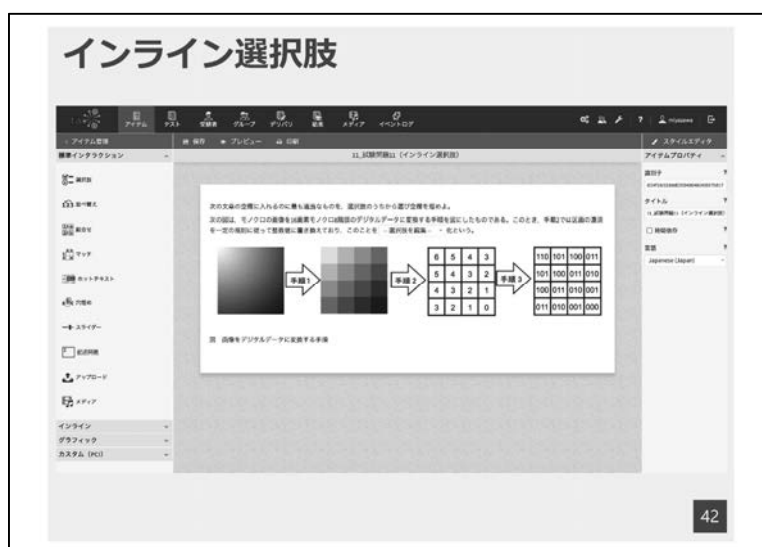 インライン選択肢
アイテム テスト 受験者 グループ デリバリ 結果 メディア イベントログ ?
アイテム管理 保存 プレビュー 印刷 スタイルエディタ
標準インタラクション 11_試験問題11 (インライン選択肢) アイテムプロパティ
選択肢
並べ替え
組合せ
マッチ
ホットテキスト
穴埋め
スライダー
記述問題
アップロード
メディア
インライン
グラフィック
カスタム (PCI)
次の文章の空欄に入れるのに最も適当なものを、選択肢のうちから選び空欄を埋めよ。
次の図は、モノクロの画像を16画素モノクロ8階調のデジタルデータに変換する手順を図にしたものである。このとき、手順2では画素の濃淡
を一定の規則に従って整数値に置き換えており、このことを - 選択肢を編集 - ・ 化という。
手順1 手順2 手順3
6 5 4 3
5 4 3 2
4 3 2 1
3 2 1 0
110 101 100 011
101 100 011 010
100 011 010 001
011 010 001 000
図 画像をデジタルデータに変換する手順
識別子 ?
タイトル ?
11_試験問題11 (インライン選択肢)
時間依存 ?
言語 ?
Japanese (Japan)
42